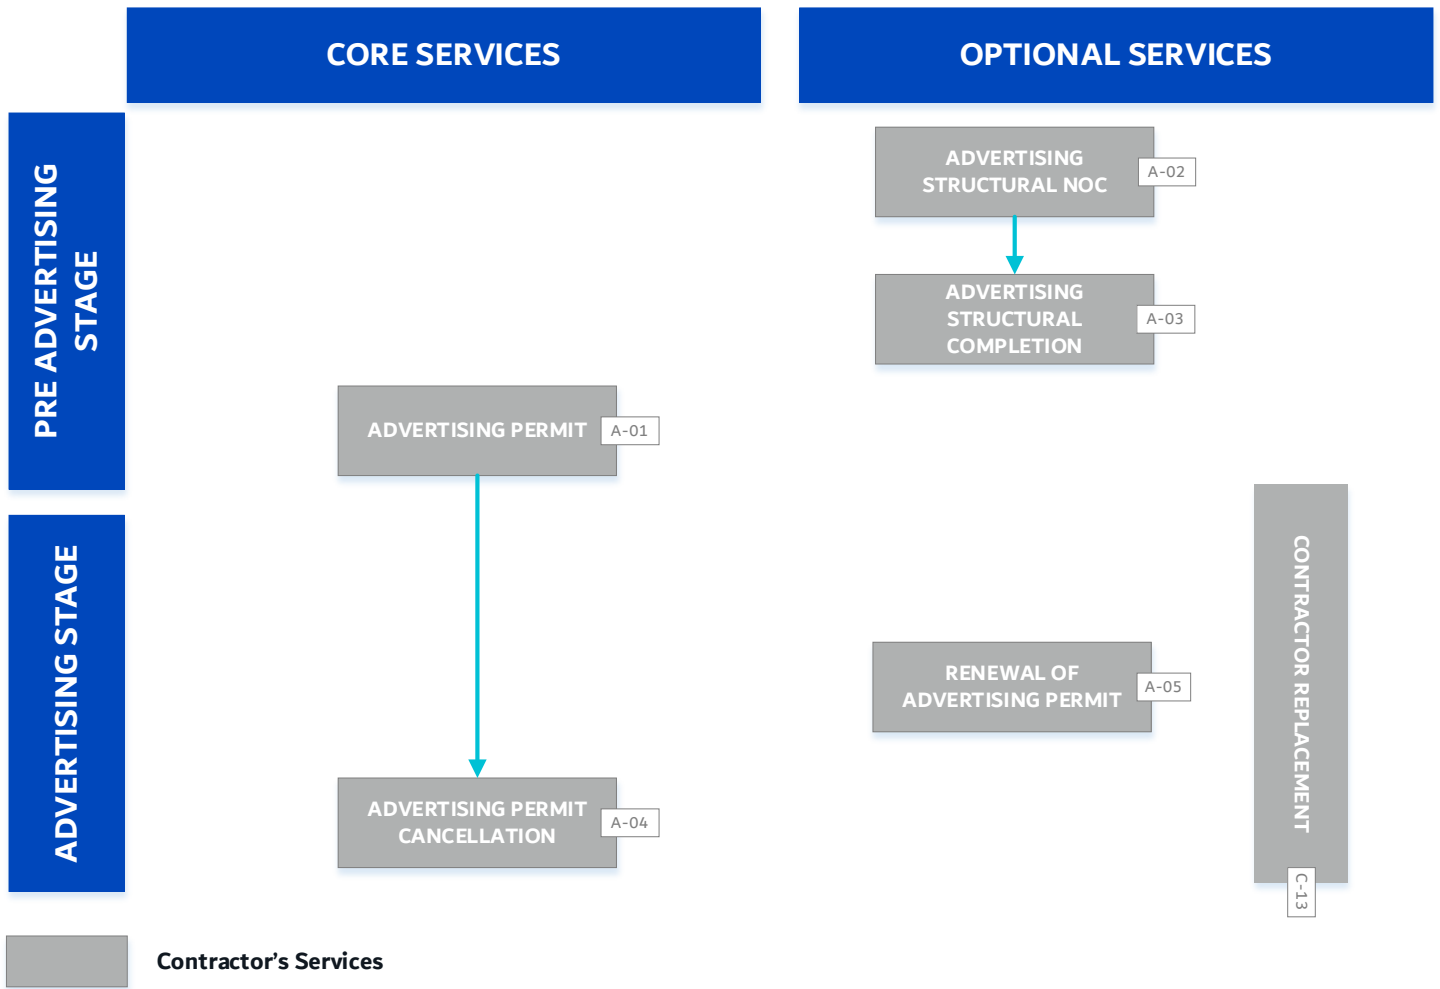 CORE SERVICES
OPTIONAL SERVICES
PRE ADVERTISING
STAGE
ADVERTISING
STRUCTURAL NOC
A-02
ADVERTISING
STRUCTURAL
COMPLETION
A-03
ADVERTISING PERMIT
A-01
ADVERTISING STAGE
CONTRACTOR REPLACEMENT
C-13
RENEWAL OF
ADVERTISING PERMIT
A-05
ADVERTISING PERMIT
CANCELLATION
A-04
Contractor’s Services